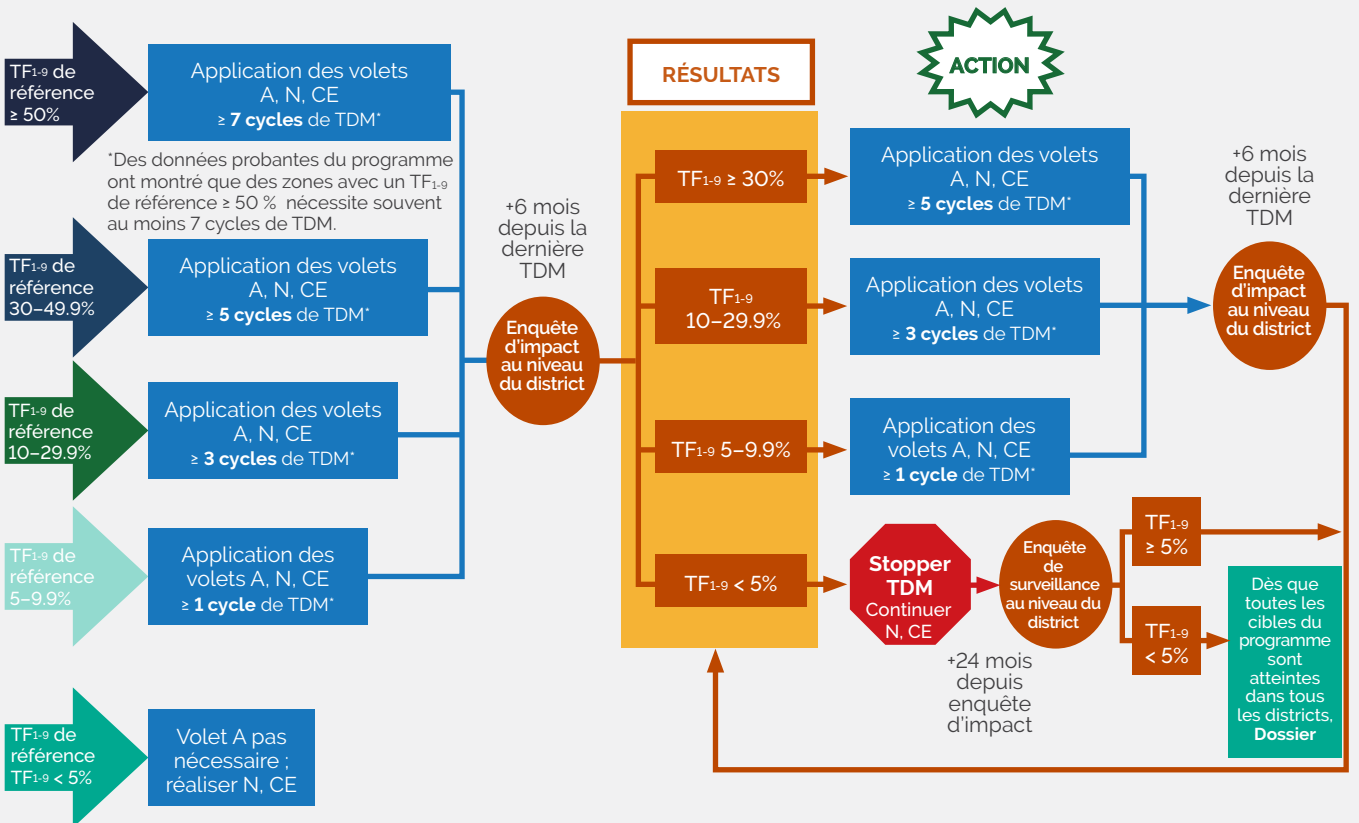 TF1-9 de
référence
≥ 50%
Application des volets
A, N, CE
≥ 7 cycles de TDM*
*Des données probantes du programme
ont montré que des zones avec un TF1-9
de référence ≥ 50 % nécessite souvent
au moins 7 cycles de TDM.
TF1-9 de
référence
30–49.9%
Application des volets
A, N, CE
≥ 5 cycles de TDM*
TF1-9 de
référence
10–29.9%
Application des volets
A, N, CE
≥ 3 cycles de TDM*
TF1-9 de
référence
5–9.9%
Application des
volets A, N, CE
≥ 1 cycle de TDM*
TF1-9 de
référence
TF1-9 < 5%
Volet A pas
nécessaire ;
réaliser N, CE
+6 mois
depuis la
dernière
TDM
Enquête
d'impact
au niveau
du district
RÉSULTATS
TF1-9 ≥ 30%
TF1-9
10–29.9%
TF1-9 5–9.9%
TF1-9 < 5%
ACTION
Application des volets
A, N, CE
≥ 5 cycles de TDM*
Application des volets
A, N, CE
≥ 3 cycles de TDM*
Application des
volets A, N, CE
≥ 1 cycle de TDM*
Stopper
TDM
Continuer
N, CE
+24 mois
depuis
enquête
d'impact
Enquête
de
surveillance
au niveau du
district
TF1-9
≥ 5%
TF1-9
< 5%
+6 mois
depuis la
dernière
TDM
Enquête
d'impact
au niveau
du district
Dès que
toutes les
cibles du
programme
sont
atteintes
dans tous
les districts,
Dossier